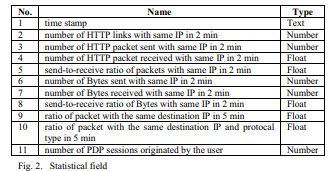 No. Name Type
1 time stamp Text
2 number of HTTP links with same IP in 2 min Number
3 number of HTTP packet sent with same IP in 2 min Number
4 number of HTTP packet received with same IP in 2 min Float
5 send-to-receive ratio of packets with same IP in 2 min Float
6 number of Bytes sent with same IP in 2 min Number
7 number of Bytes received with same IP in 2 min Number
8 send-to-receive ratio of Bytes with same IP in 2 min Float
9 ratio of packet with the same destination IP in 5 min Float
10 ratio of packet with the same destination IP and protocal Float
type in 5 min
11 number of PDP sessions originated by the user Number
Fig. 2. Statistical field